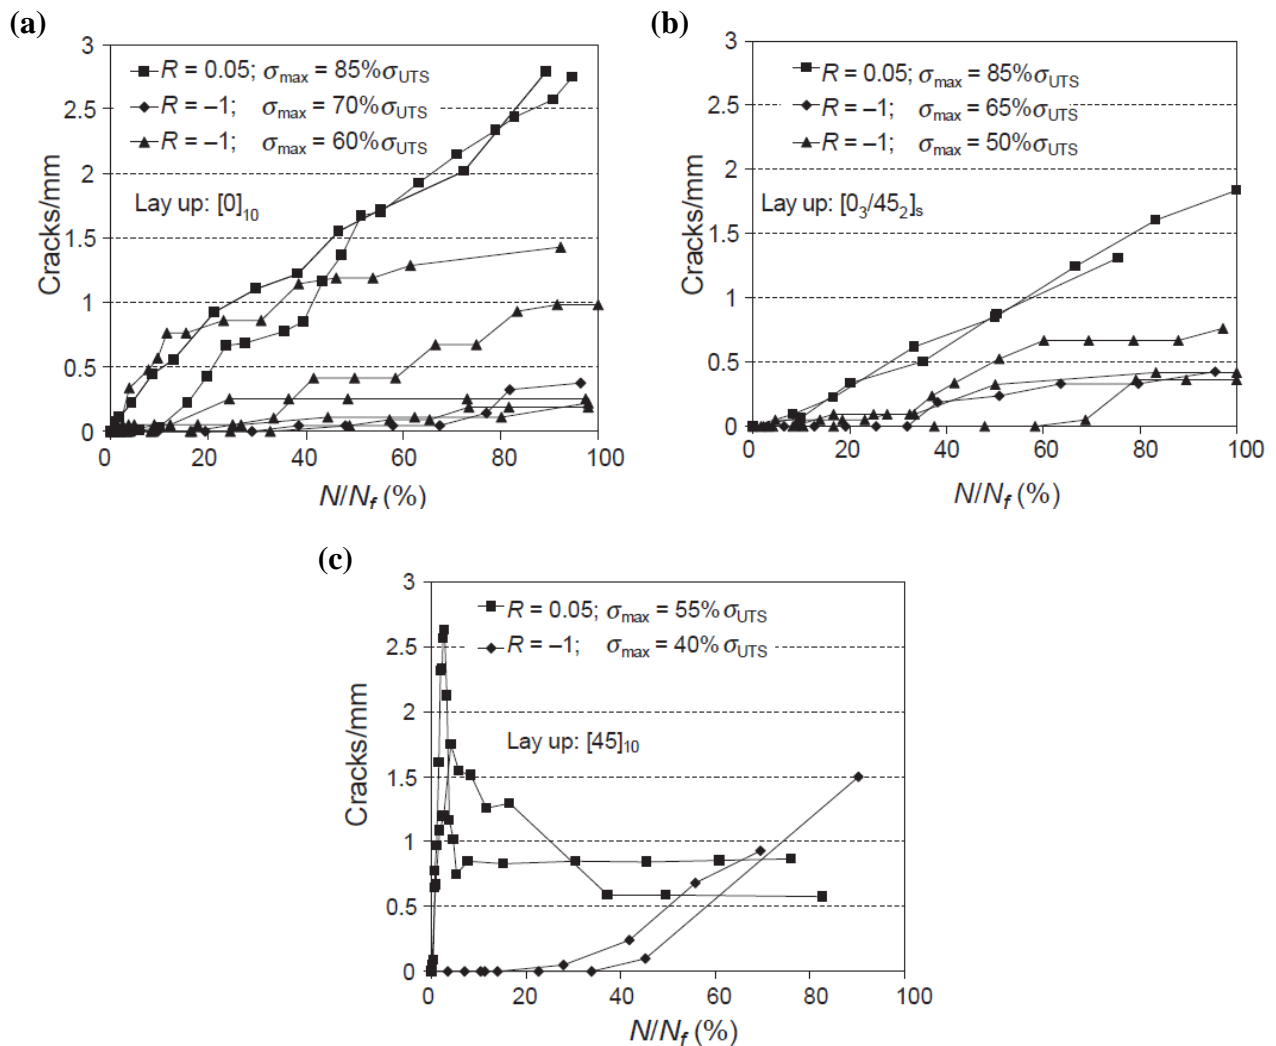 (a)
3
2.5
2
1.5
1
0.5
0
Cracks/mm
R = 0.05; σmax = 85%σUTS
R = –1; σmax = 70%σUTS
R = –1; σmax = 60%σUTS
Lay up: [0]10
0 20 40 60 80 100
N/Nf (%)
(b)
3
2.5
2
1.5
1
0.5
0
Cracks/mm
R = 0.05; σmax = 85%σUTS
R = –1; σmax = 65%σUTS
R = –1; σmax = 50%σUTS
Lay up: [03/452]s
0 20 40 60 80 100
N/Nf (%)
(c)
3
2.5
2
1.5
1
0.5
0
Cracks/mm
R = 0.05; σmax = 55%σUTS
R = –1; σmax = 40%σUTS
Lay up: [45]10
0 20 40 60 80 100
N/Nf (%)